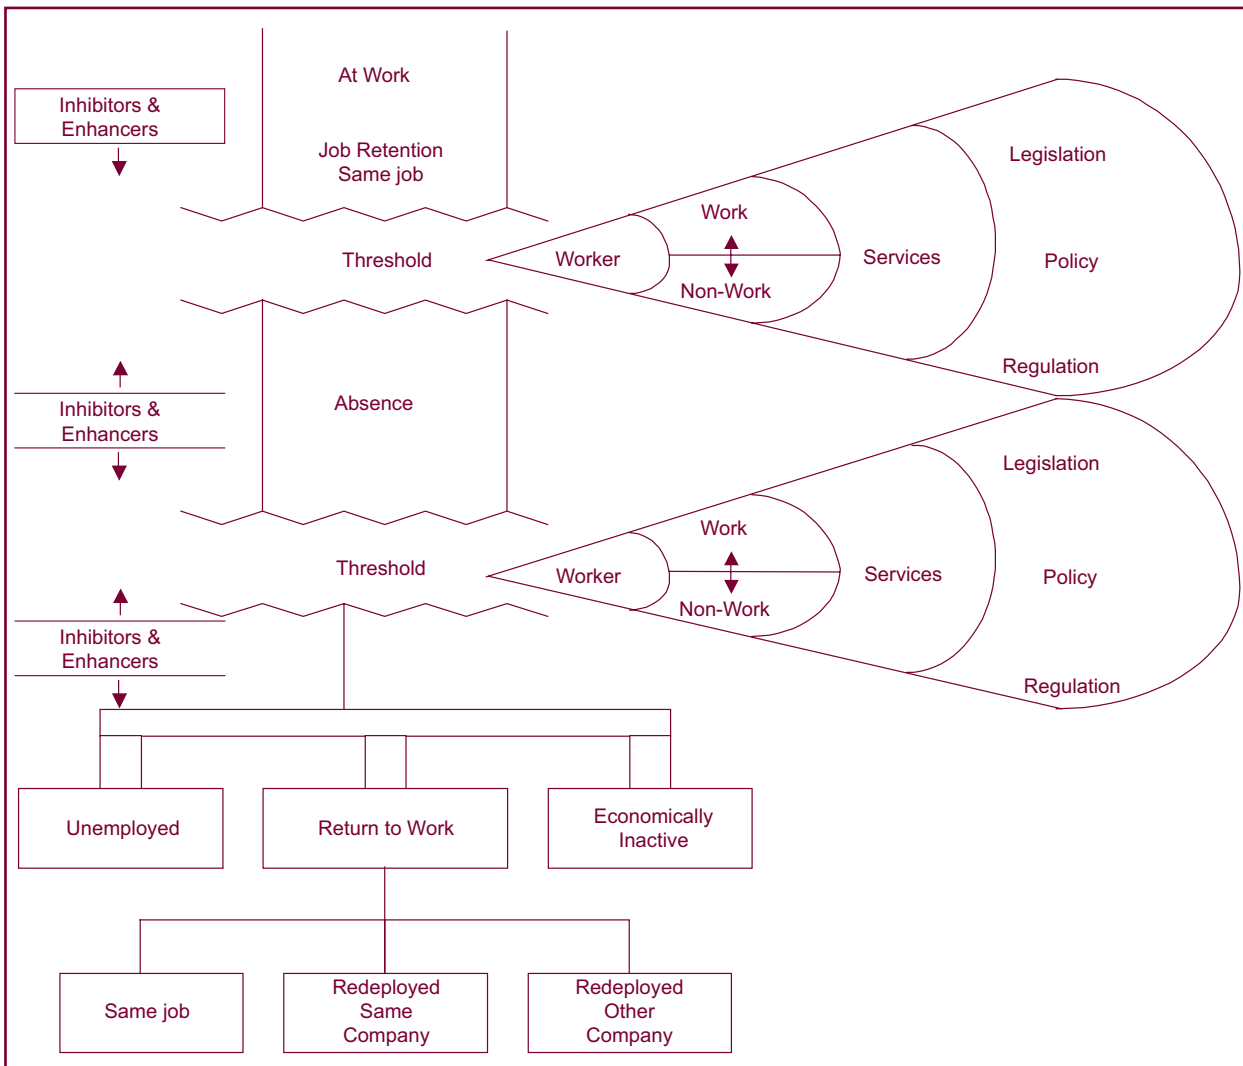 At Work
Inhibitors &
Enhancers
Job Retention
Same job
Legislation
Work
Threshold
Worker
Services
Policy
Non-Work
Regulation
Inhibitors &
Enhancers
Absence
Legislation
Work
Threshold
Worker
Services
Policy
Non-Work
Regulation
Inhibitors &
Enhancers
Unemployed
Return to Work
Economically
Inactive
Same job
Redeployed
Same
Company
Redeployed
Other
Company